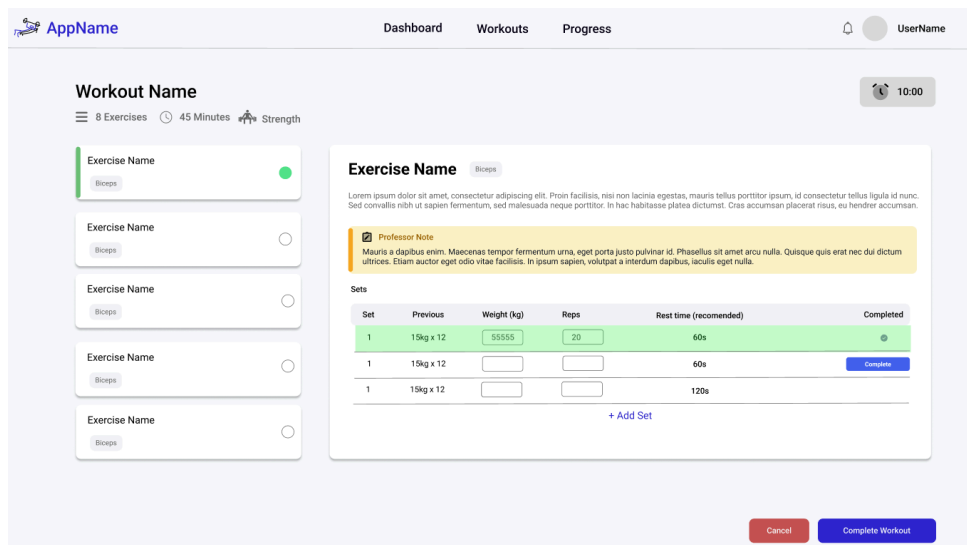 AppName
Dashboard Workouts Progress
UserName
Workout Name
10:00
8 Exercises 45 Minutes Strength
Exercise Name
Biceps
Exercise Name
Biceps
Exercise Name
Biceps
Exercise Name
Biceps
Exercise Name
Biceps
Exercise Name Biceps
Lorem ipsum dolor sit amet, consectetur adipiscing elit. Proin facilisis, nisi non lacinia egestas, mauris tellus porttitor ipsum, id consectetur tellus ligula id nunc.
Sed convallis nibh ut sapien fermentum, sed malesuada neque porttitor. In hac habitasse platea dictumst. Cras accumsan placerat risus, eu hendrer accumsan.
Professor Note
Mauris a dapibus enim. Maecenas tempor fermentum urna, eget porta justo pulvinar id. Phasellus sit amet arcu nulla. Quisque quis erat nec dui dictum
ultrices. Etiam auctor eget odio vitae facilisis. In ipsum sapien, volutpat a interdum dapibus, iaculis eget nulla.
Sets
Set Previous Weight (kg) Reps Rest time (recomended) Completed
1 15kg x 12 55555 20 60s
1 15kg x 12 60s Complete
1 15kg x 12 120s
+ Add Set
Cancel Complete Workout